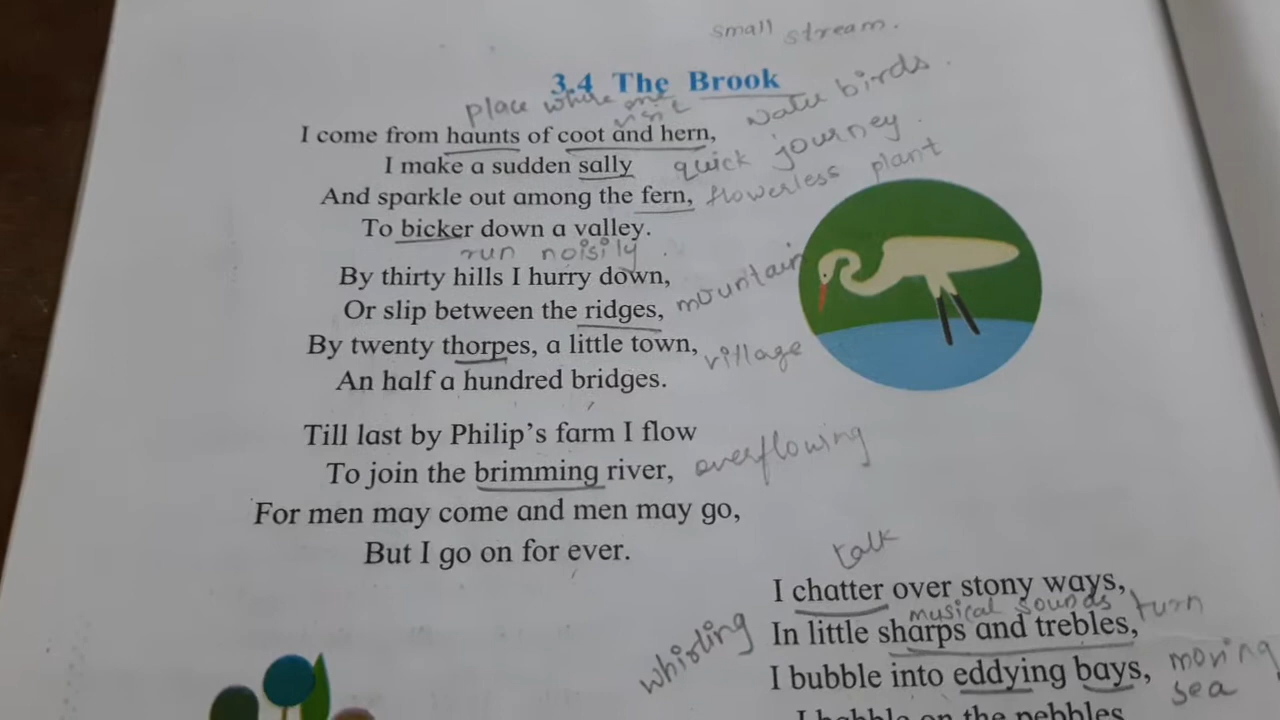 small stream.
3.4 The Brook
place where one visit
water birds.
I come from haunts of coot and hern,
I make a sudden sally
quick journey.
And sparkle out among the fern,
flowerless plant
To bicker down a valley.
run noisily.
By thirty hills I hurry down,
Or slip between the ridges,
mountain
By twenty thorpes, a little town,
village
An half a hundred bridges.
Till last by Philip's farm I flow
To join the brimming river,
overflowing
For men may come and men may go,
But I go on for ever.
talk
I chatter over stony ways,
musical sounds
turn
In little sharps and trebles,
whirling
I bubble into eddying bays,
moving sea
I babble on the pebbles